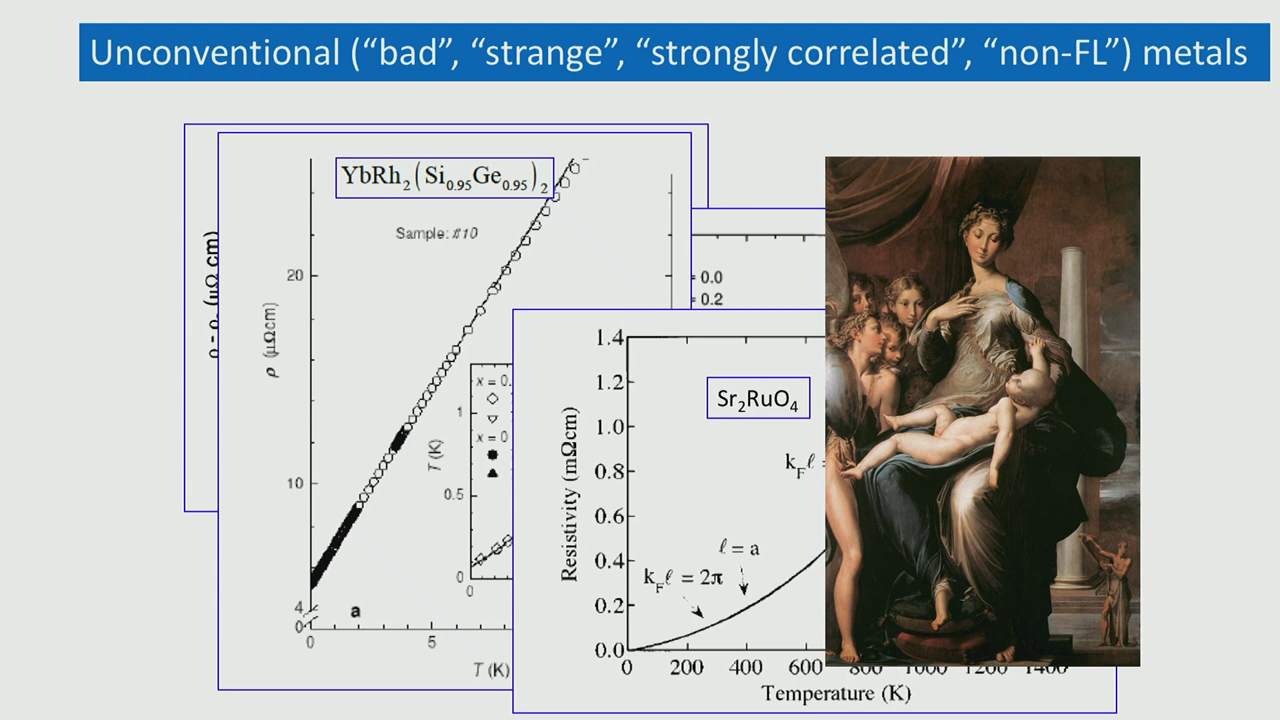 Unconventional (“bad”, “strange”, “strongly correlated”, “non-FL”) metals
YbRh₂(Si₀.₉₅Ge₀.₉₅)₂
Sample: #10
ρ (μΩcm)
20
10
4
0
a
0
5
T (K)
x = 0.
x = 0
T (K)
1
0.5
0
0
0.0
0.2
Sr₂RuO₄
Resistivity (mΩcm)
1.4
1.2
1.0
0.8
0.6
0.4
0.2
0.0
k_Fℓ
ℓ = a
k_Fℓ = 2π
0 200 400 600 800 1000 1200 1400
Temperature (K)